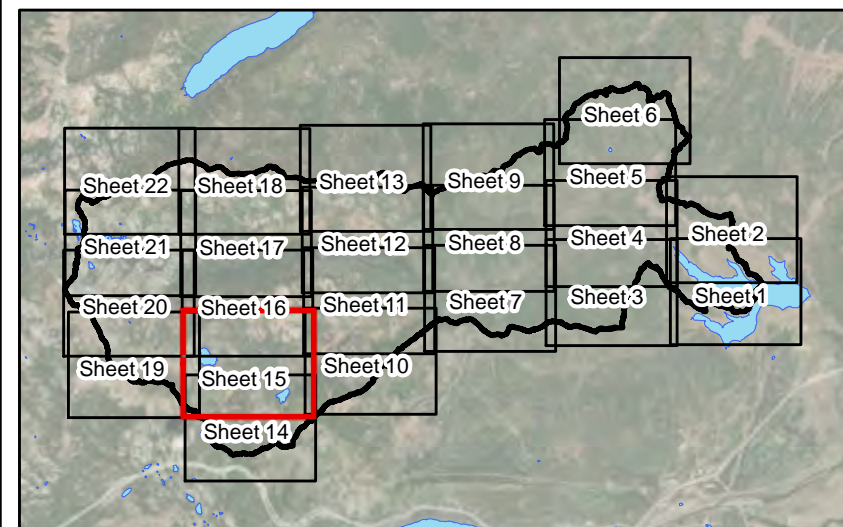 Sheet 6
Sheet 22
Sheet 18
Sheet 13
Sheet 9
Sheet 5
Sheet 21
Sheet 17
Sheet 12
Sheet 8
Sheet 4
Sheet 2
Sheet 20
Sheet 16
Sheet 11
Sheet 7
Sheet 3
Sheet 1
Sheet 19
Sheet 15
Sheet 10
Sheet 14